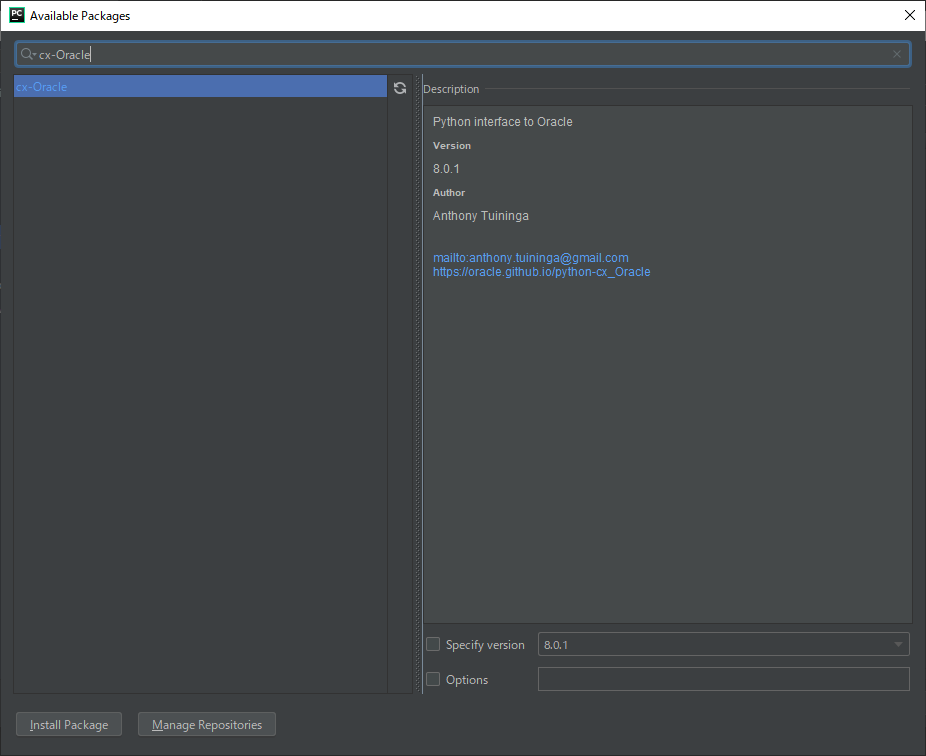 PC
Available Packages
cx-Oracle
cx-Oracle
Description
Python interface to Oracle
Version
8.0.1
Author
Anthony Tuininga
mailto:anthony.tuininga@gmail.com
https://oracle.github.io/python-cx_Oracle
Specify version
8.0.1
Options
Install Package
Manage Repositories